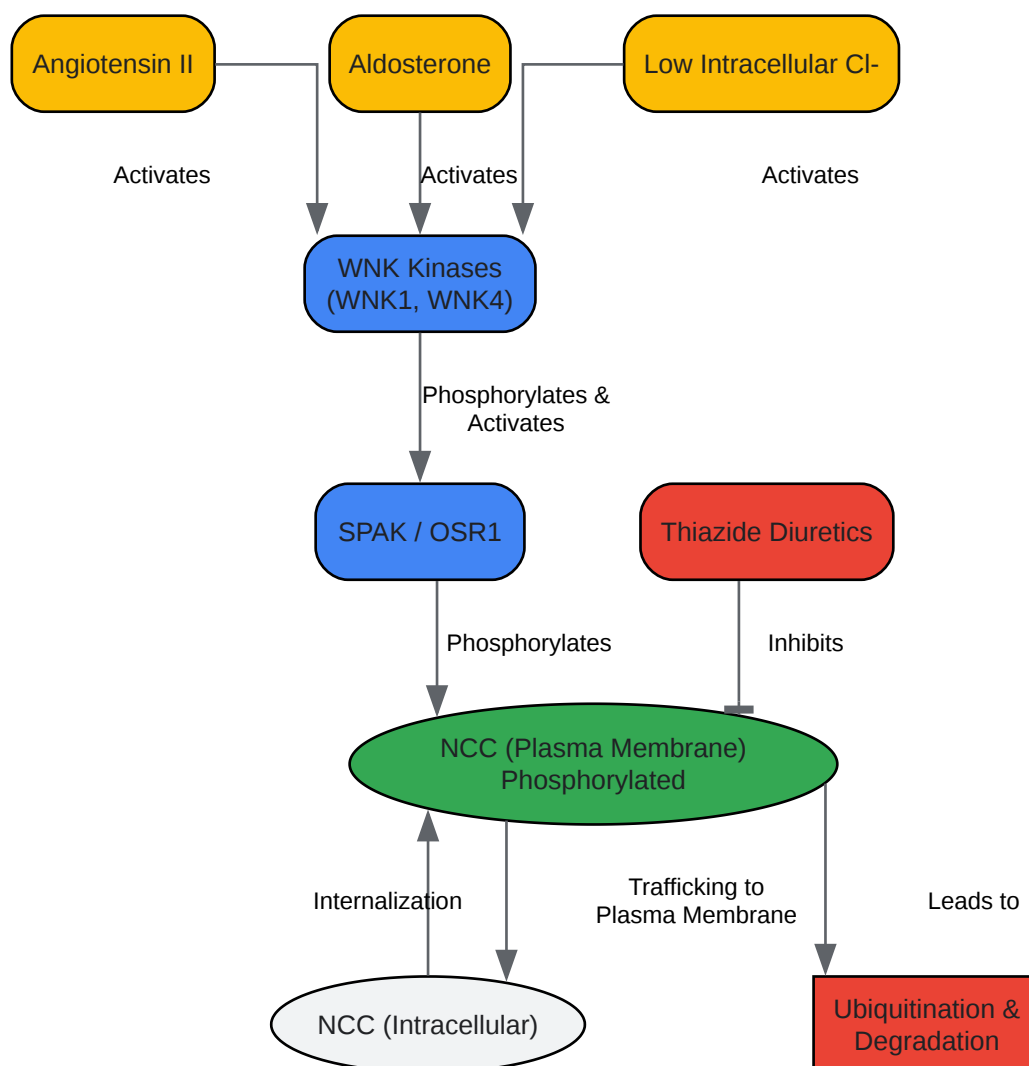 Angiotensin II
Aldosterone
Low Intracellular Cl-
Activates
Activates
Activates
WNK Kinases
(WNK1, WNK4)
Phosphorylates &
Activates
SPAK / OSR1
Thiazide Diuretics
Phosphorylates
Inhibits
NCC (Plasma Membrane)
Phosphorylated
Internalization
Trafficking to
Plasma Membrane
Leads to
NCC (Intracellular)
Ubiquitination &
Degradation